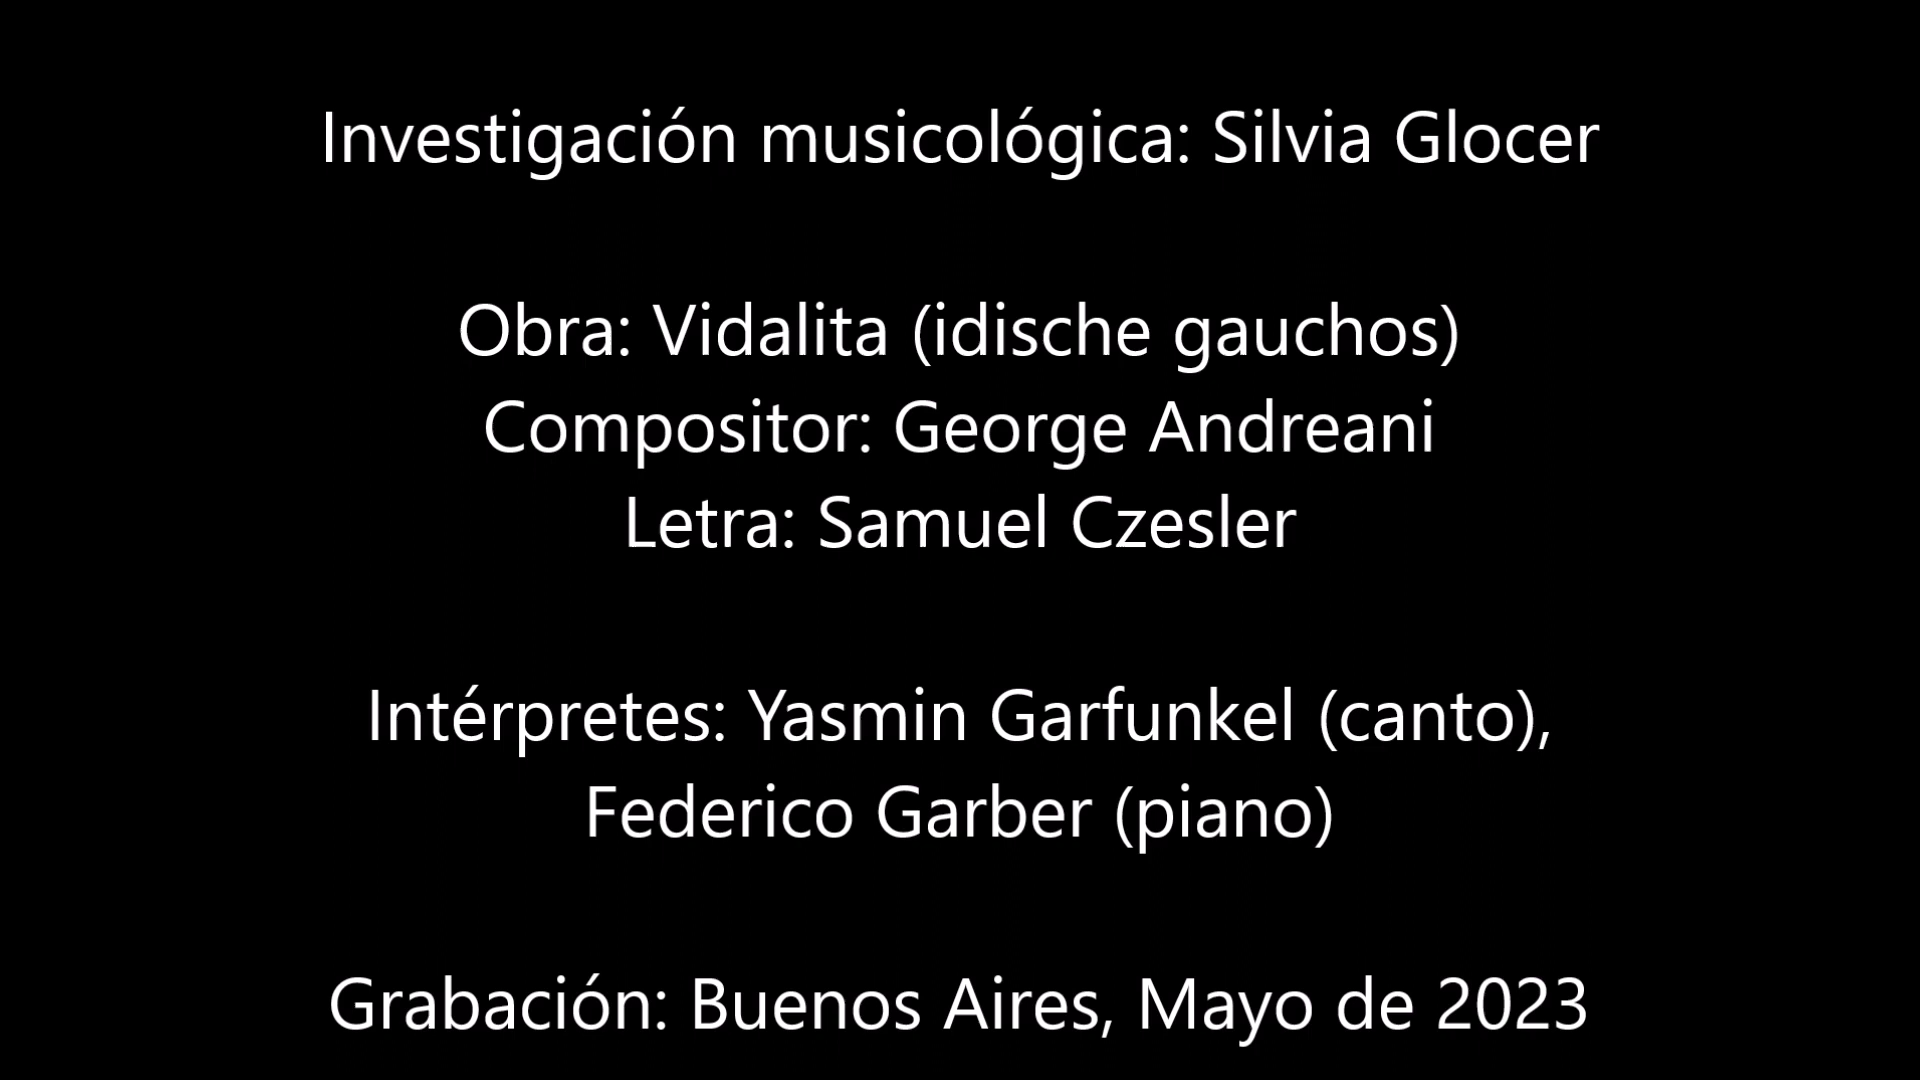 Investigación musicológica: Silvia Glocer
Obra: Vidalita (idische gauchos)
Compositor: George Andreani
Letra: Samuel Czesler
Intérpretes: Yasmin Garfunkel (canto),
Federico Garber (piano)
Grabación: Buenos Aires, Mayo de 2023